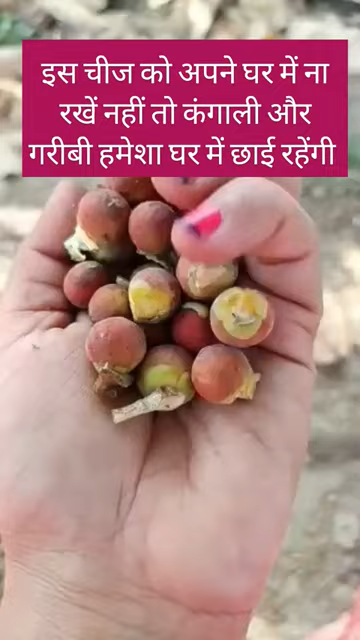 इस चीज को अपने घर में ना
रखें नहीं तो कंगाली और
गरीबी हमेशा घर में छाई रहेंगी